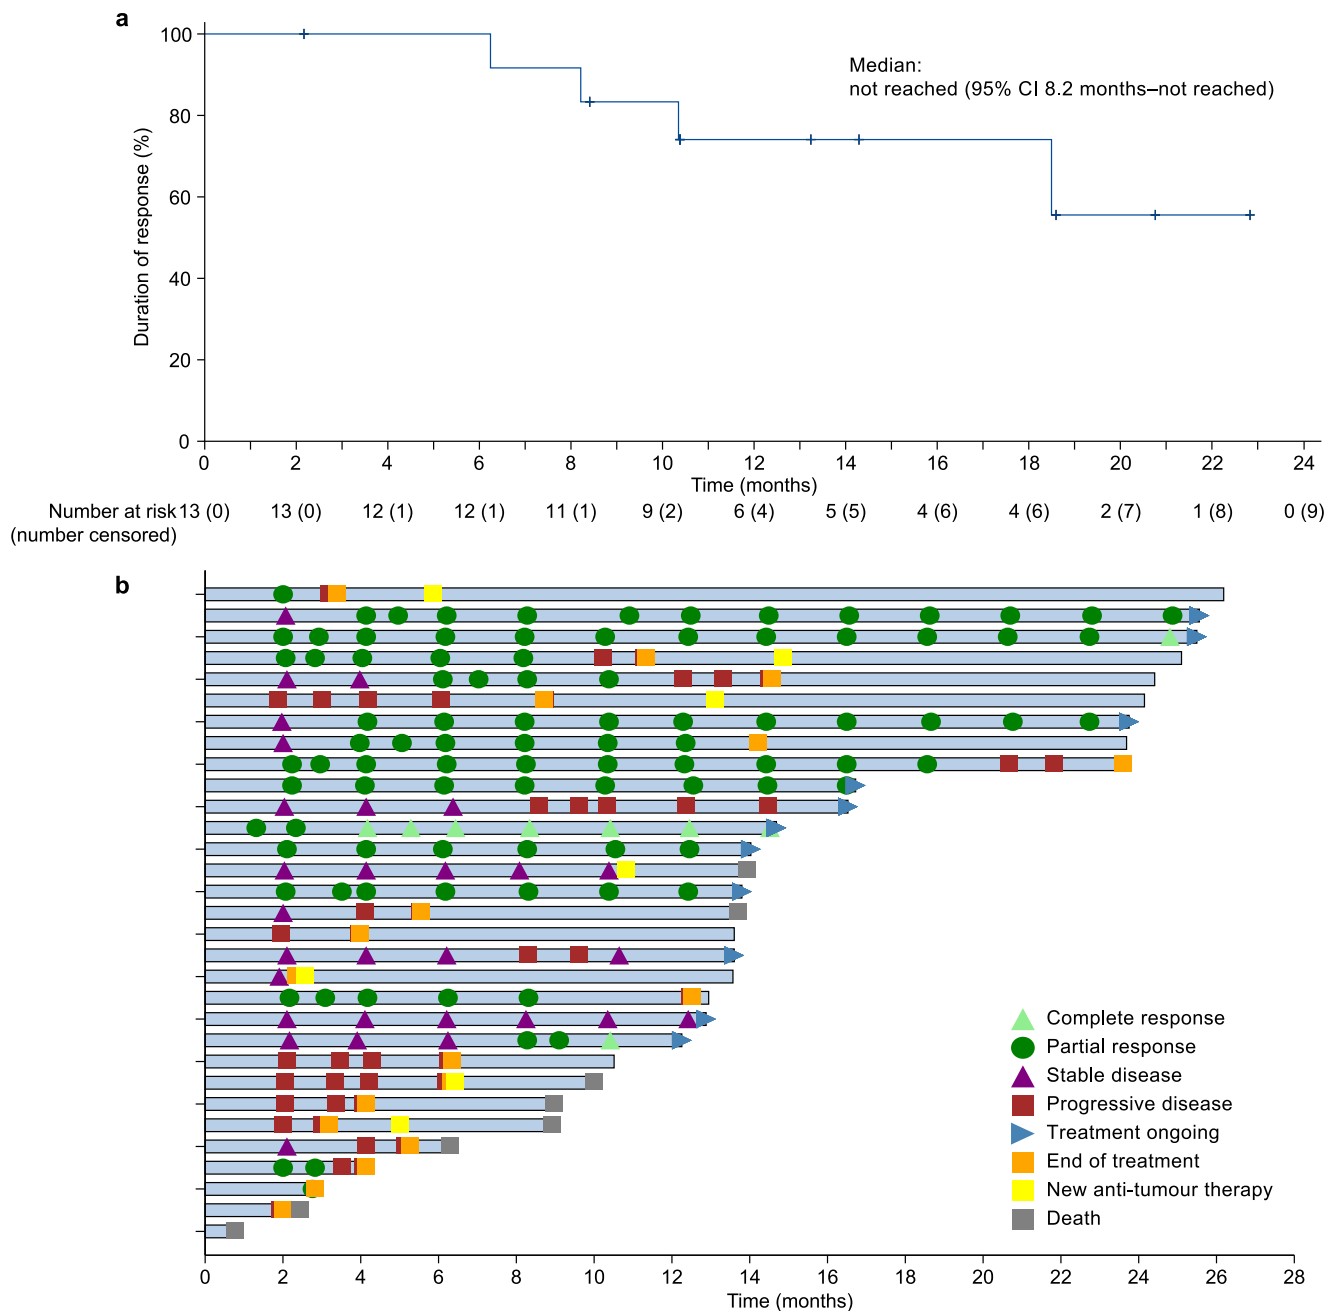 a
100
80
60
40
20
0
Duration of response (%)
Median:
not reached (95% CI 8.2 months–not reached)
0 2 4 6 8 10 12 14 16 18 20 22 24
Time (months)
Number at risk 13 (0) 13 (0) 12 (1) 12 (1) 11 (1) 9 (2) 6 (4) 5 (5) 4 (6) 4 (6) 2 (7) 1 (8) 0 (9)
(number censored)
b
Complete response
Partial response
Stable disease
Progressive disease
Treatment ongoing
End of treatment
New anti-tumour therapy
Death
0 2 4 6 8 10 12 14 16 18 20 22 24 26 28
Time (months)